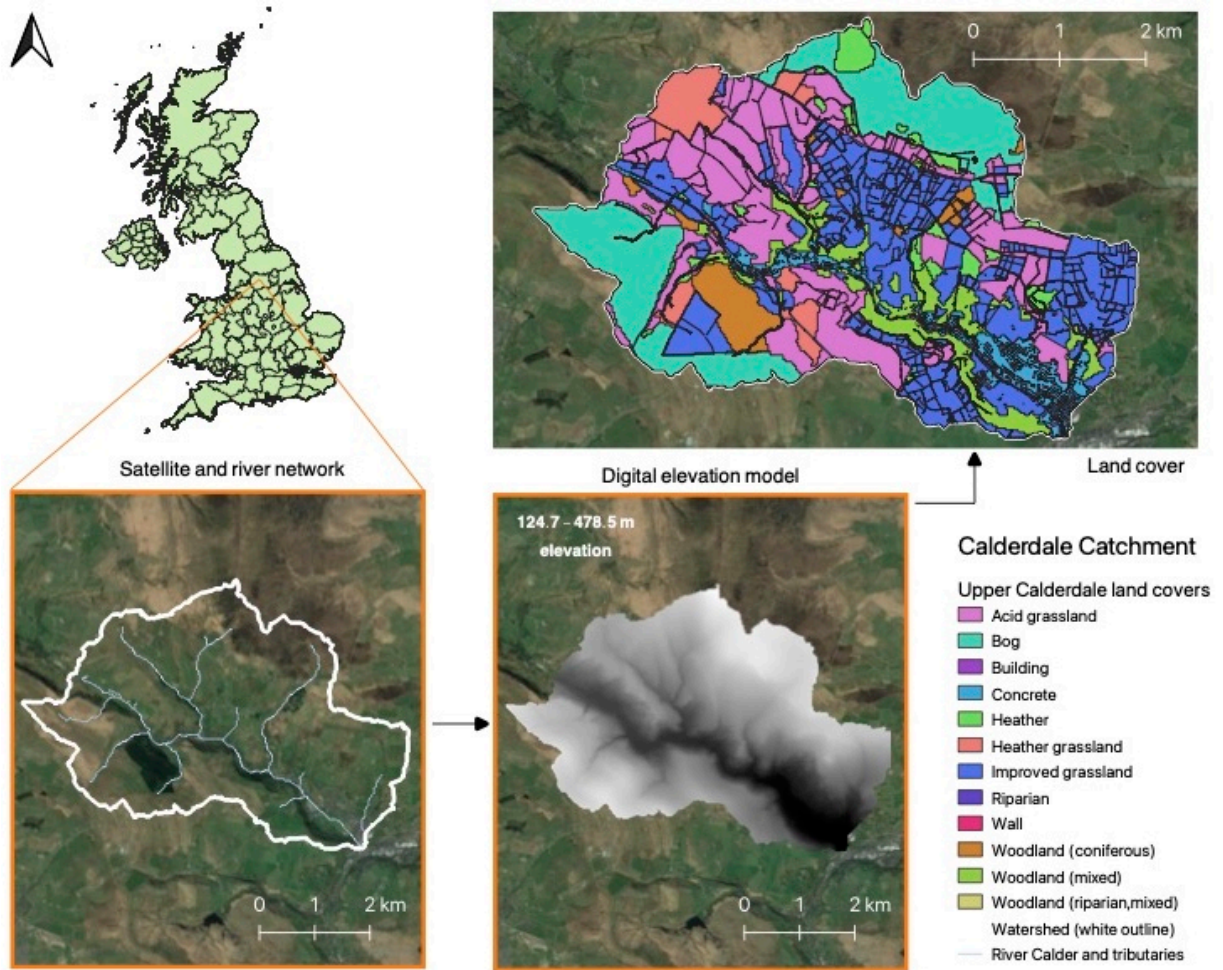 0 1 2 km
Satellite and river network
Digital elevation model
Land cover
124.7 – 478.5 m
elevation
0 1 2 km
0 1 2 km
Calderdale Catchment
Upper Calderdale land covers
Acid grassland
Bog
Building
Concrete
Heather
Heather grassland
Improved grassland
Riparian
Wall
Woodland (coniferous)
Woodland (mixed)
Woodland (riparian,mixed)
Watershed (white outline)
River Calder and tributaries